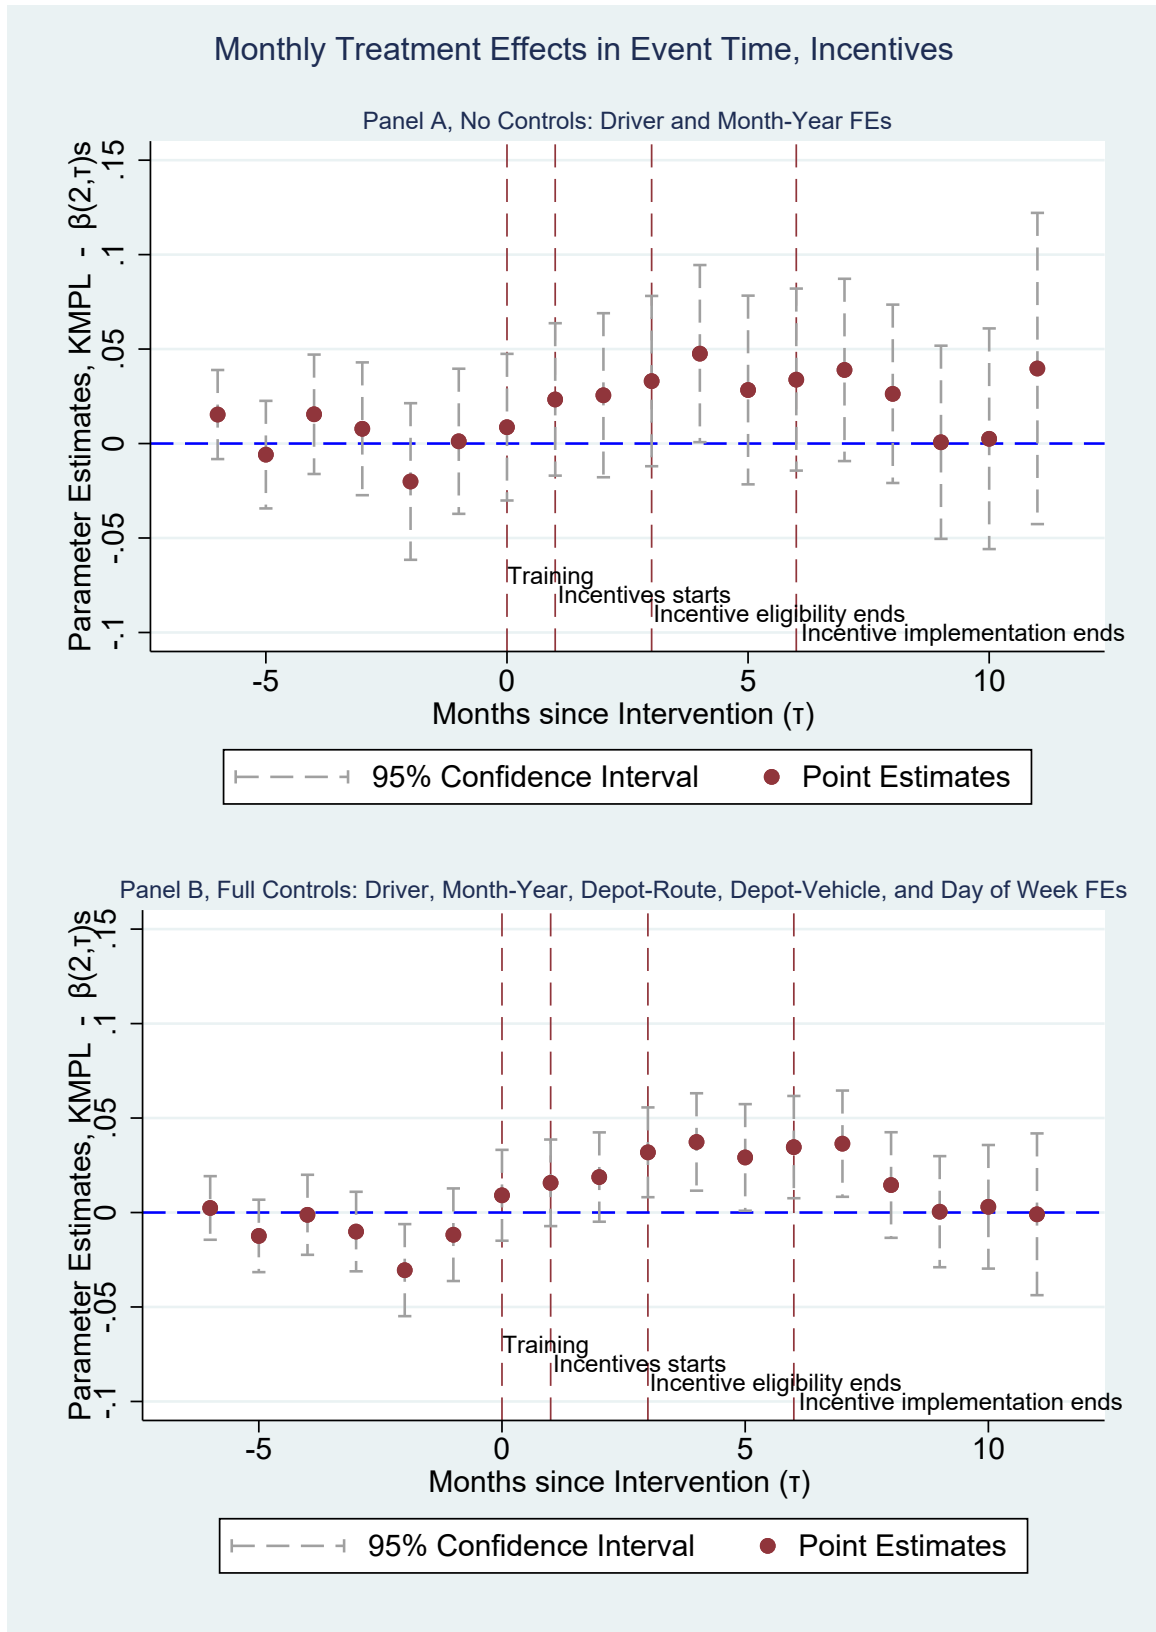 Monthly Treatment Effects in Event Time, Incentives
Panel A, No Controls: Driver and Month-Year FEs
Parameter Estimates, KMPL - β(2,τ)s
.15
.1
.05
0
-.05
-.1
Training
Incentives starts
Incentive eligibility ends
Incentive implementation ends
-5 0 5 10
Months since Intervention (τ)
95% Confidence Interval Point Estimates
Panel B, Full Controls: Driver, Month-Year, Depot-Route, Depot-Vehicle, and Day of Week FEs
Parameter Estimates, KMPL - β(2,τ)s
.15
.1
.05
0
-.05
-.1
Training
Incentives starts
Incentive eligibility ends
Incentive implementation ends
-5 0 5 10
Months since Intervention (τ)
95% Confidence Interval Point Estimates